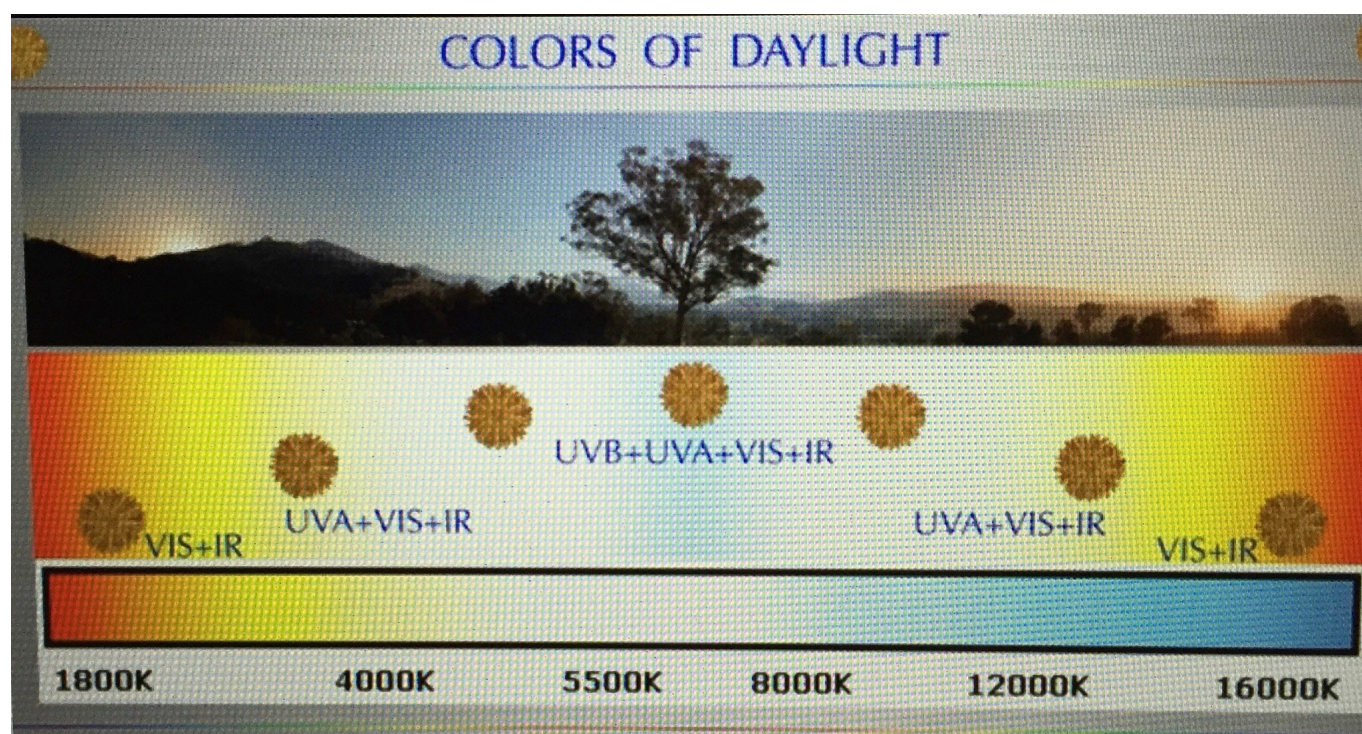 COLORS OF DAYLIGHT
UVB+UVA+VIS+IR
UVA+VIS+IR
UVA+VIS+IR
VIS+IR
VIS+IR
1800K 4000K 5500K 8000K 12000K 16000K